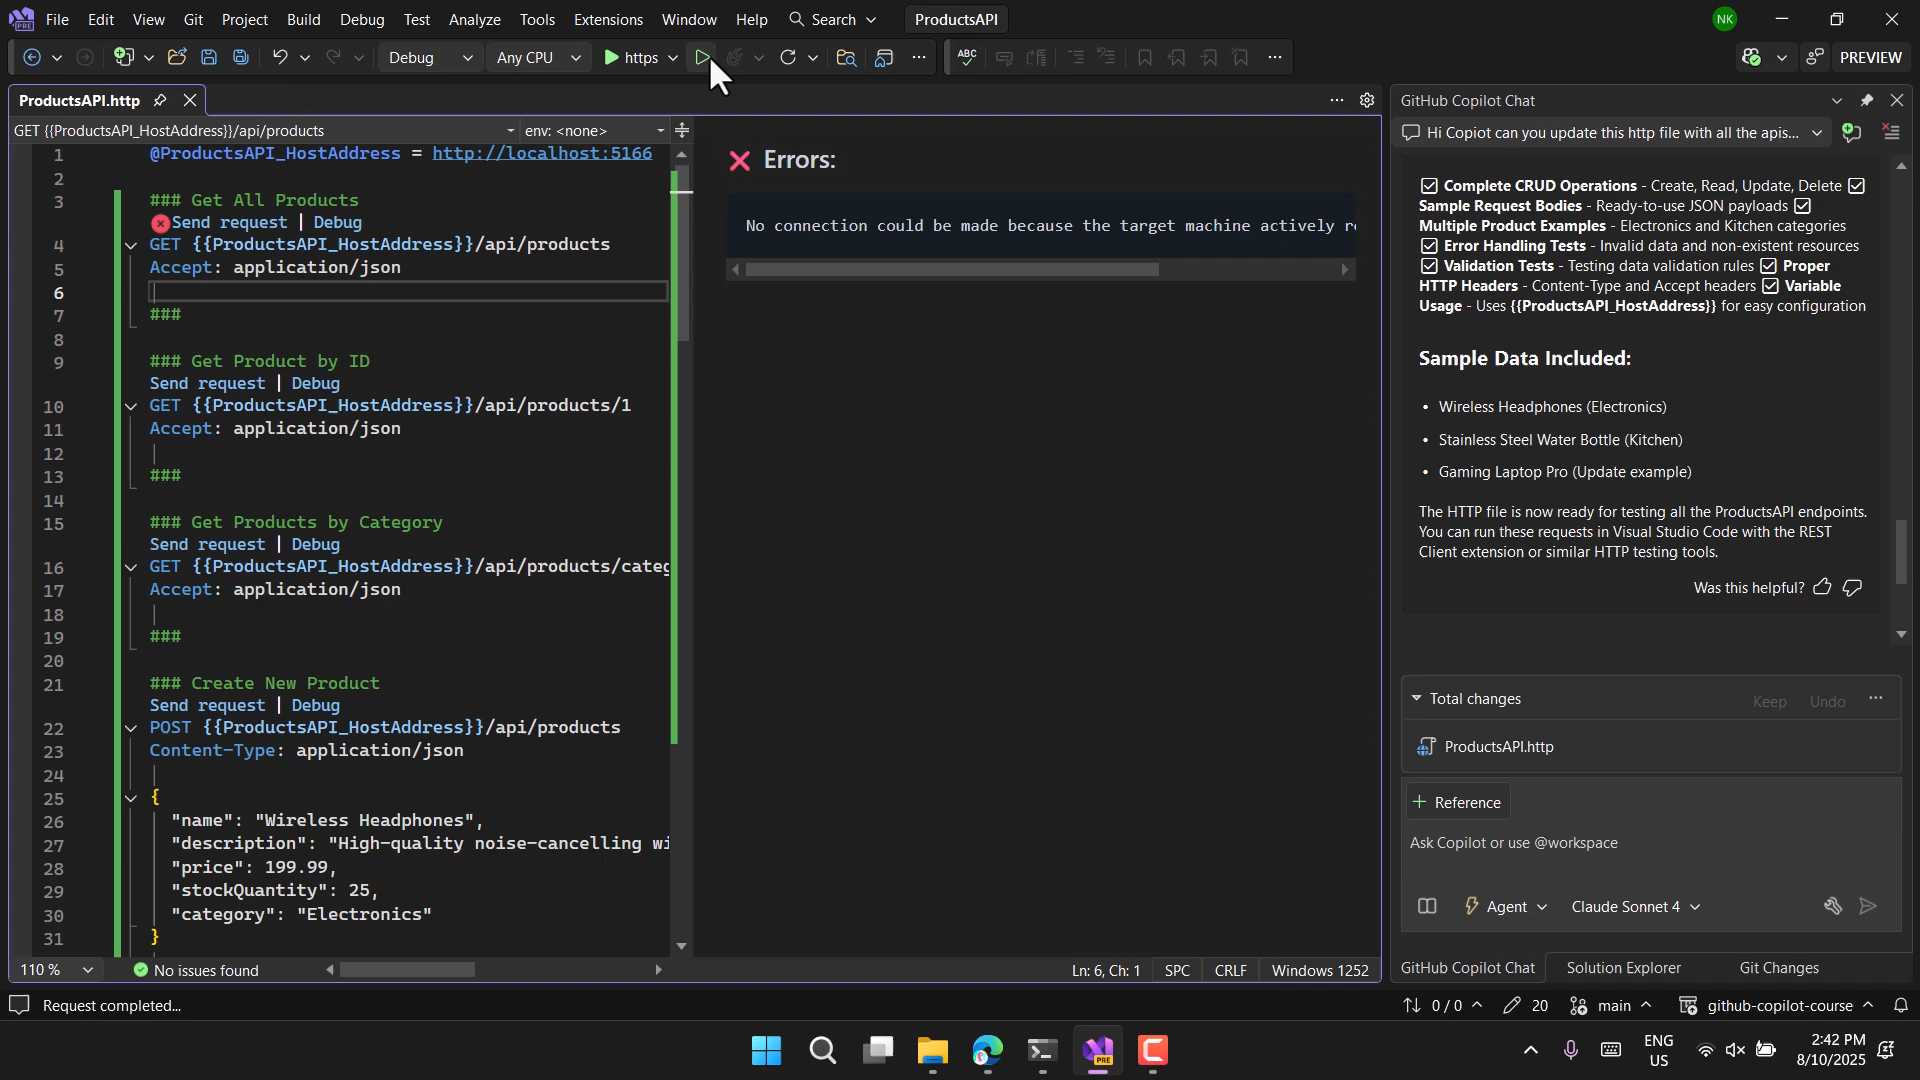 File Edit View Git Project Build Debug Test Analyze Tools Extensions Window Help Search ProductsAPI NK
Debug Any CPU https ABC PREVIEW
ProductsAPI.http
GET {{ProductsAPI_HostAddress}}/api/products env: <none>
1 @ProductsAPI_HostAddress = http://localhost:5166
2
3 ### Get All Products
Send request | Debug
4 GET {{ProductsAPI_HostAddress}}/api/products
5 Accept: application/json
6
7 ###
8
9 ### Get Product by ID
Send request | Debug
10 GET {{ProductsAPI_HostAddress}}/api/products/1
11 Accept: application/json
12
13 ###
14
15 ### Get Products by Category
Send request | Debug
16 GET {{ProductsAPI_HostAddress}}/api/products/categ
17 Accept: application/json
18
19 ###
20
21 ### Create New Product
Send request | Debug
22 POST {{ProductsAPI_HostAddress}}/api/products
23 Content-Type: application/json
24
25 {
26 "name": "Wireless Headphones",
27 "description": "High-quality noise-cancelling wi
28 "price": 199.99,
29 "stockQuantity": 25,
30 "category": "Electronics"
31 }
110 % No issues found Ln: 6, Ch: 1 SPC CRLF Windows 1252
Errors:
No connection could be made because the target machine actively re
GitHub Copilot Chat
Hi Copiot can you update this http file with all the apis...
Complete CRUD Operations - Create, Read, Update, Delete
Sample Request Bodies - Ready-to-use JSON payloads
Multiple Product Examples - Electronics and Kitchen categories
Error Handling Tests - Invalid data and non-existent resources
Validation Tests - Testing data validation rules Proper
HTTP Headers - Content-Type and Accept headers Variable
Usage - Uses {{ProductsAPI_HostAddress}} for easy configuration
Sample Data Included:
• Wireless Headphones (Electronics)
• Stainless Steel Water Bottle (Kitchen)
• Gaming Laptop Pro (Update example)
The HTTP file is now ready for testing all the ProductsAPI endpoints.
You can run these requests in Visual Studio Code with the REST
Client extension or similar HTTP testing tools.
Was this helpful?
Total changes Keep Undo
ProductsAPI.http
Reference
Ask Copilot or use @workspace
Agent Claude Sonnet 4
GitHub Copilot Chat Solution Explorer Git Changes
Request completed... 0 / 0 20 main github-copilot-course
PRE
ENG
US
2:42 PM
8/10/2025